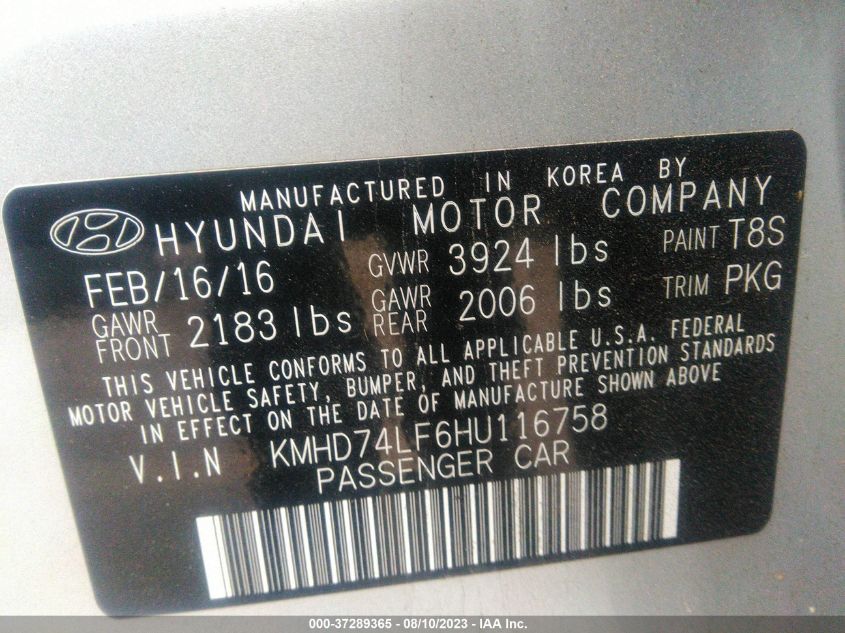 MANUFACTURED IN KOREA BY
HYUNDAI MOTOR COMPANY
FEB/16/16 GVWR 3924 lbs PAINT T8S
GAWR FRONT 2183 lbs GAWR REAR 2006 lbs TRIM PKG
THIS VEHICLE CONFORMS TO ALL APPLICABLE U.S.A. FEDERAL
MOTOR VEHICLE SAFETY, BUMPER, AND THEFT PREVENTION STANDARDS
IN EFFECT ON THE DATE OF MANUFACTURE SHOWN ABOVE
V.I.N KMHD74LF6HU116758
PASSENGER CAR
000-37289365 - 08/10/2023 - IAA Inc.